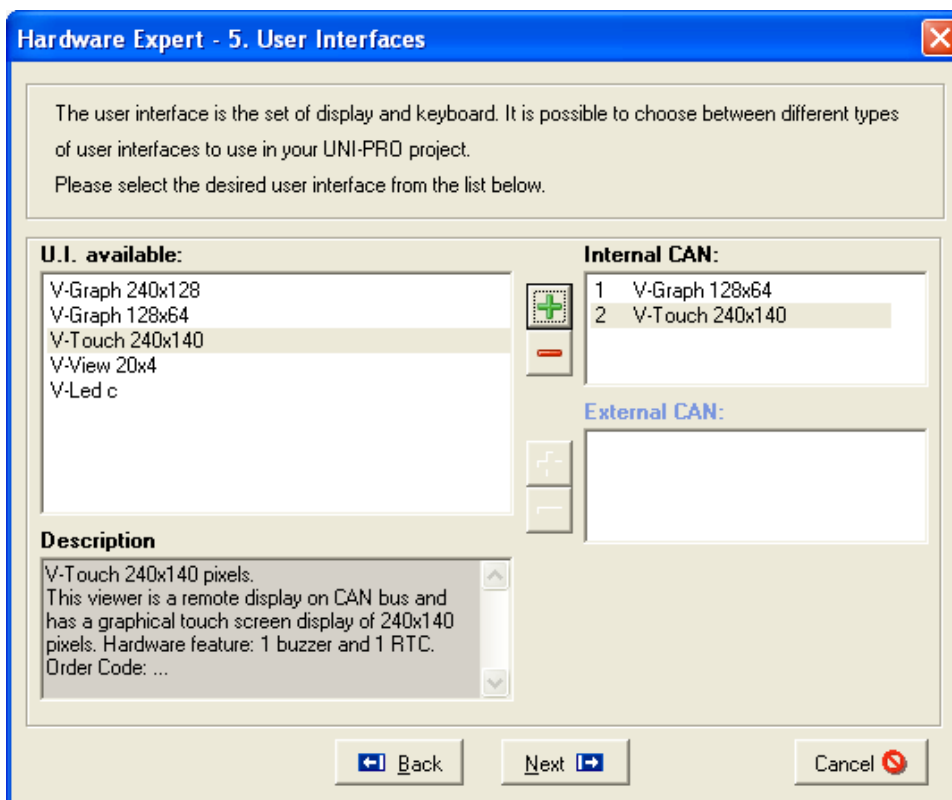 Hardware Expert - 5. User Interfaces
The user interface is the set of display and keyboard. It is possible to choose between different types
of user interfaces to use in your UNI-PRO project.
Please select the desired user interface from the list below.
U.I. available:
V-Graph 240x128
V-Graph 128x64
V-Touch 240x140
V-View 20x4
V-Led c
Internal CAN:
1 V-Graph 128x64
2 V-Touch 240x140
External CAN:
Description
V-Touch 240x140 pixels.
This viewer is a remote display on CAN bus and
has a graphical touch screen display of 240x140
pixels. Hardware feature: 1 buzzer and 1 RTC.
Order Code: ...
Back
Next
Cancel